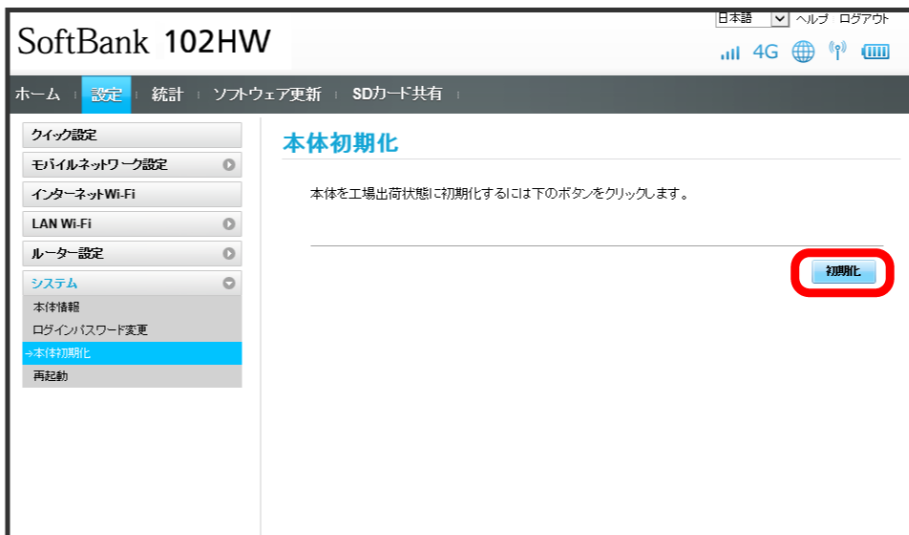 日本語 ヘルプ ログアウト
SoftBank 102HW
4G
ホーム 設定 統計 ソフトウェア更新 SDカード共有
クイック設定
モバイルネットワーク設定
インターネットWi-Fi
LAN Wi-Fi
ルーター設定
システム
本体情報
ログインパスワード変更
→本体初期化
再起動
本体初期化
本体を工場出荷状態に初期化するには下のボタンをクリックします。
初期化